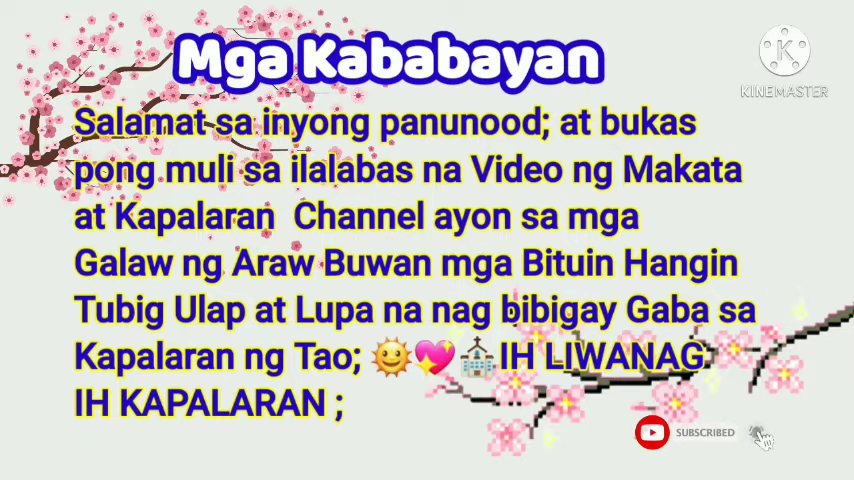 Mga Kababayan
KINEMASTER
Salamat sa inyong panunood; at bukas
pong muli sa ilalabas na Video ng Makata
at Kapalaran Channel ayon sa mga
Galaw ng Araw Buwan mga Bituin Hangin
Tubig Ulap at Lupa na nag bibigay Gaba sa
Kapalaran ng Tao; 🌞💖⛪IH LIWANAG
IH KAPALARAN ;
SUBSCRIBED